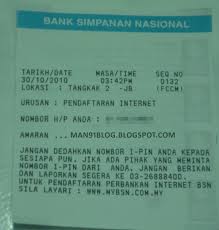 BANK SIMPANAN NASIONAL
TARIKH/DATE MASA/TIME SEQ NO
30/10/2010 03:42PM 0132
LOKASI : TANGKAK 2 -JB (FCCM)
URUSAN : PENDAFTARAN INTERNET
NOMBOR H/P ANDA :
AMARAN ... MAN91BLOG.BLOGSPOT.COM
JANGAN DEDAHKAN NOMBOR I-PIN ANDA KEPADA
SESIAPA PUN. JIKA ADA PIHAK YANG MEMINTA
NOMBOR I-PIN DARI ANDA, JANGAN BERIKAN
DAN LAPORKAN SEGERA KE 03-26888400.
UNTUK PENDAFTARAN PERBANKAN INTERNET BSN
SILA LAYARI : WWW.MYBSN.COM.MY